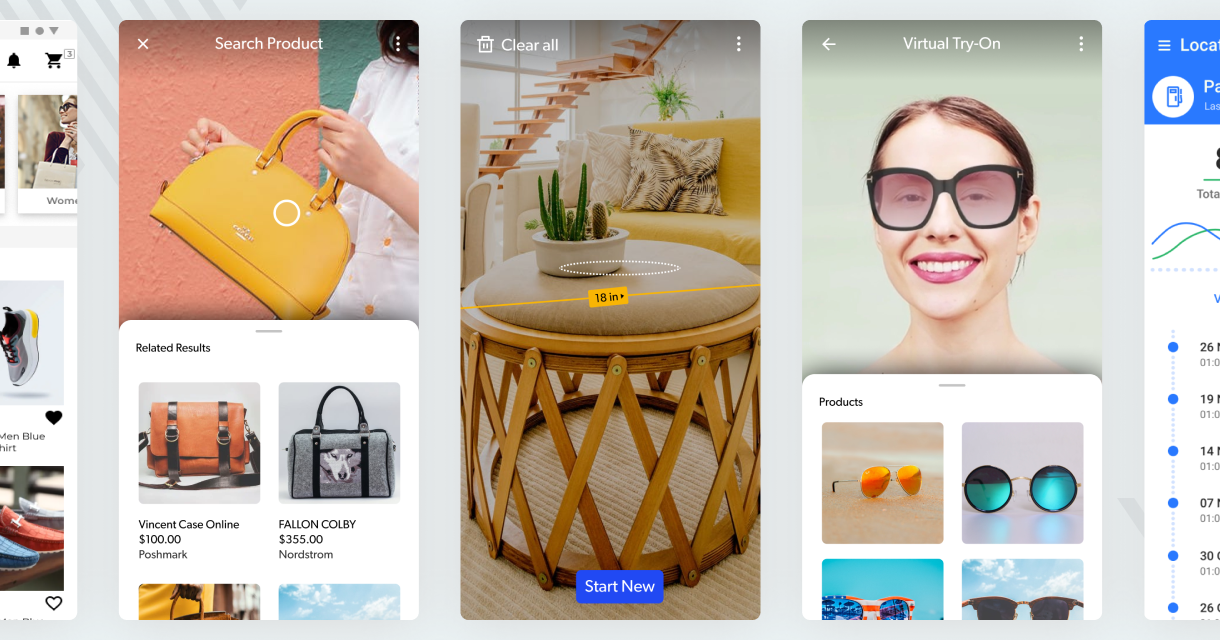 3
Wome
Men Blue
hirt
Search Product
COACH
Related Results
Vincent Case Online
$100.00
Poshmark
FALLON COLBY
$355.00
Nordstrom
Clear all
18 in
Start New
Virtual Try-On
Products
Locat
Pa
Las
Tota
V
26 N
01:0
19 N
01:0
14 N
01:0
07 N
01:0
30 O
01:0
26 O